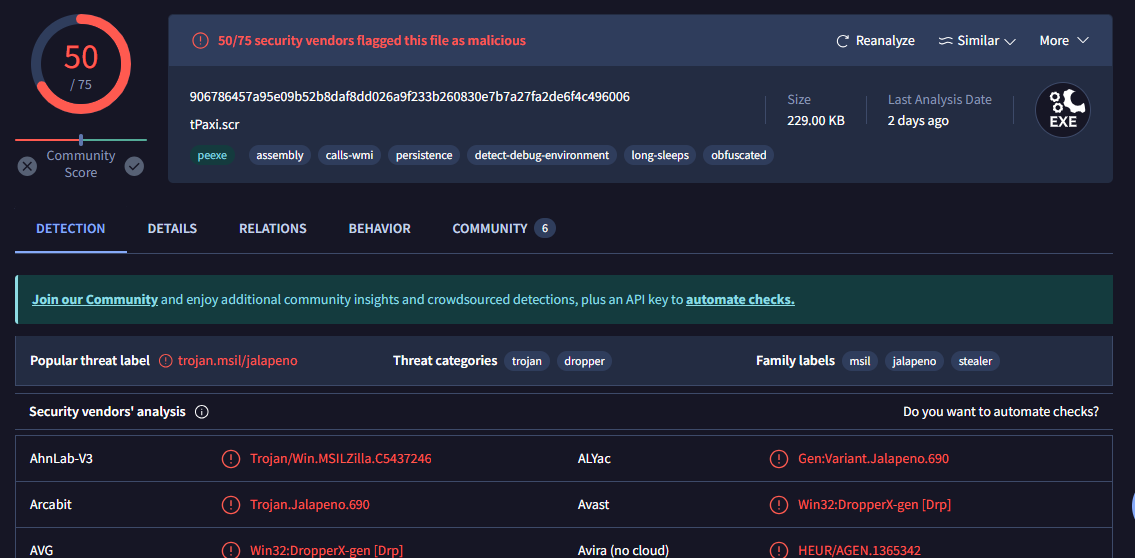 50
/ 75
Community
Score
50/75 security vendors flagged this file as malicious
Reanalyze
Similar
More
906786457a95e09b52b8daf8dd026a9f233b260830e7b7a27fa2de6f4c496006
tPaxi.scr
Size
229.00 KB
Last Analysis Date
2 days ago
EXE
peexe assembly calls-wmi persistence detect-debug-environment long-sleeps obfuscated
DETECTION DETAILS RELATIONS BEHAVIOR COMMUNITY 6
Join our Community and enjoy additional community insights and crowdsourced detections, plus an API key to automate checks.
Popular threat label trojan.msil/jalapeno Threat categories trojan dropper Family labels msil jalapeno stealer
Security vendors' analysis Do you want to automate checks?
AhnLab-V3 Trojan/Win.MSILZilla.C5437246 ALYac Gen:Variant.Jalapeno.690
Arcabit Trojan.Jalapeno.690 Avast Win32:DropperX-gen [Drp]
AVG Win32:DropperX-gen [Drp] Avira (no cloud) HEUR/AGEN.1365342